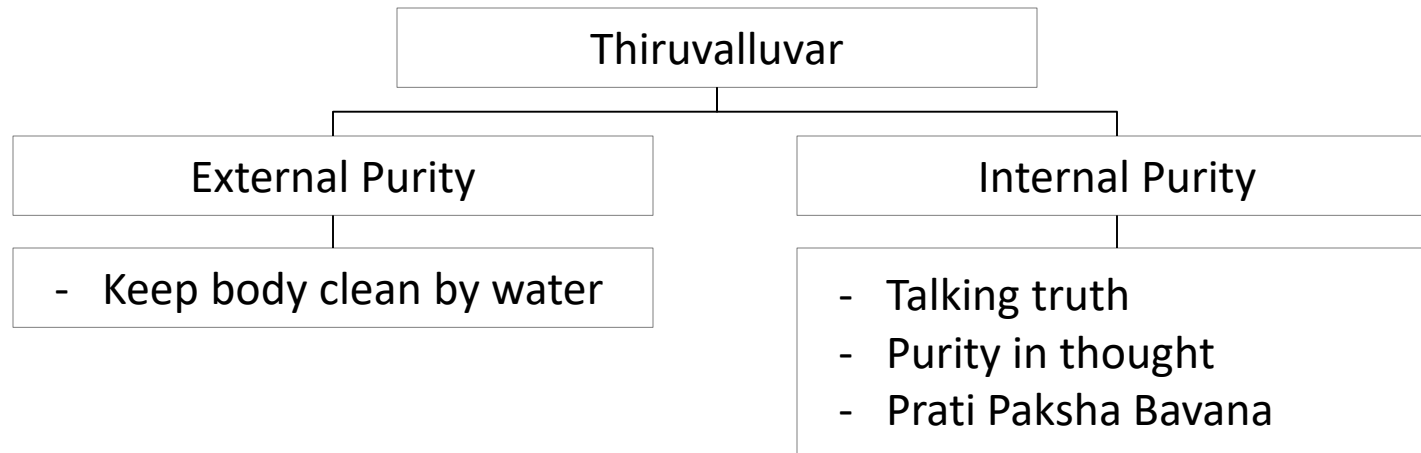 Thiruvalluvar
External Purity
- Keep body clean by water
Internal Purity
- Talking truth
- Purity in thought
- Prati Paksha Bavana